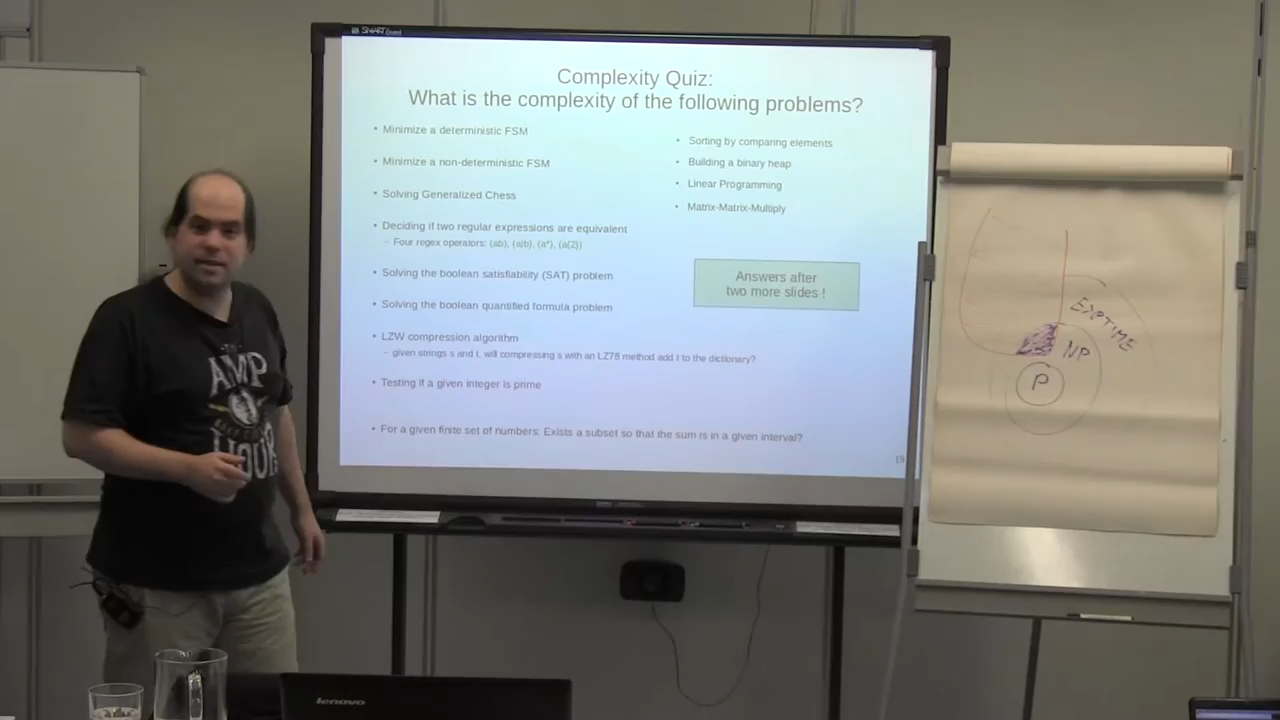 SMART Board
Complexity Quiz:
What is the complexity of the following problems?
• Minimize a deterministic FSM
• Minimize a non-deterministic FSM
• Solving Generalized Chess
• Deciding if two regular expressions are equivalent
– Four regex operators: (ab), (a|b), (a*), (a{2})
• Solving the boolean satisfiability (SAT) problem
• Solving the boolean quantified formula problem
• LZW compression algorithm
– given strings s and t, will compressing s with an LZ78 method add t to the dictionary?
• Testing if a given integer is prime
• For a given finite set of numbers: Exists a subset so that the sum is in a given interval?
• Sorting by comparing elements
• Building a binary heap
• Linear Programming
• Matrix-Matrix-Multiply
Answers after
two more slides !
19
EXPTIME
NP
P
AMP
HOUR
lenovo